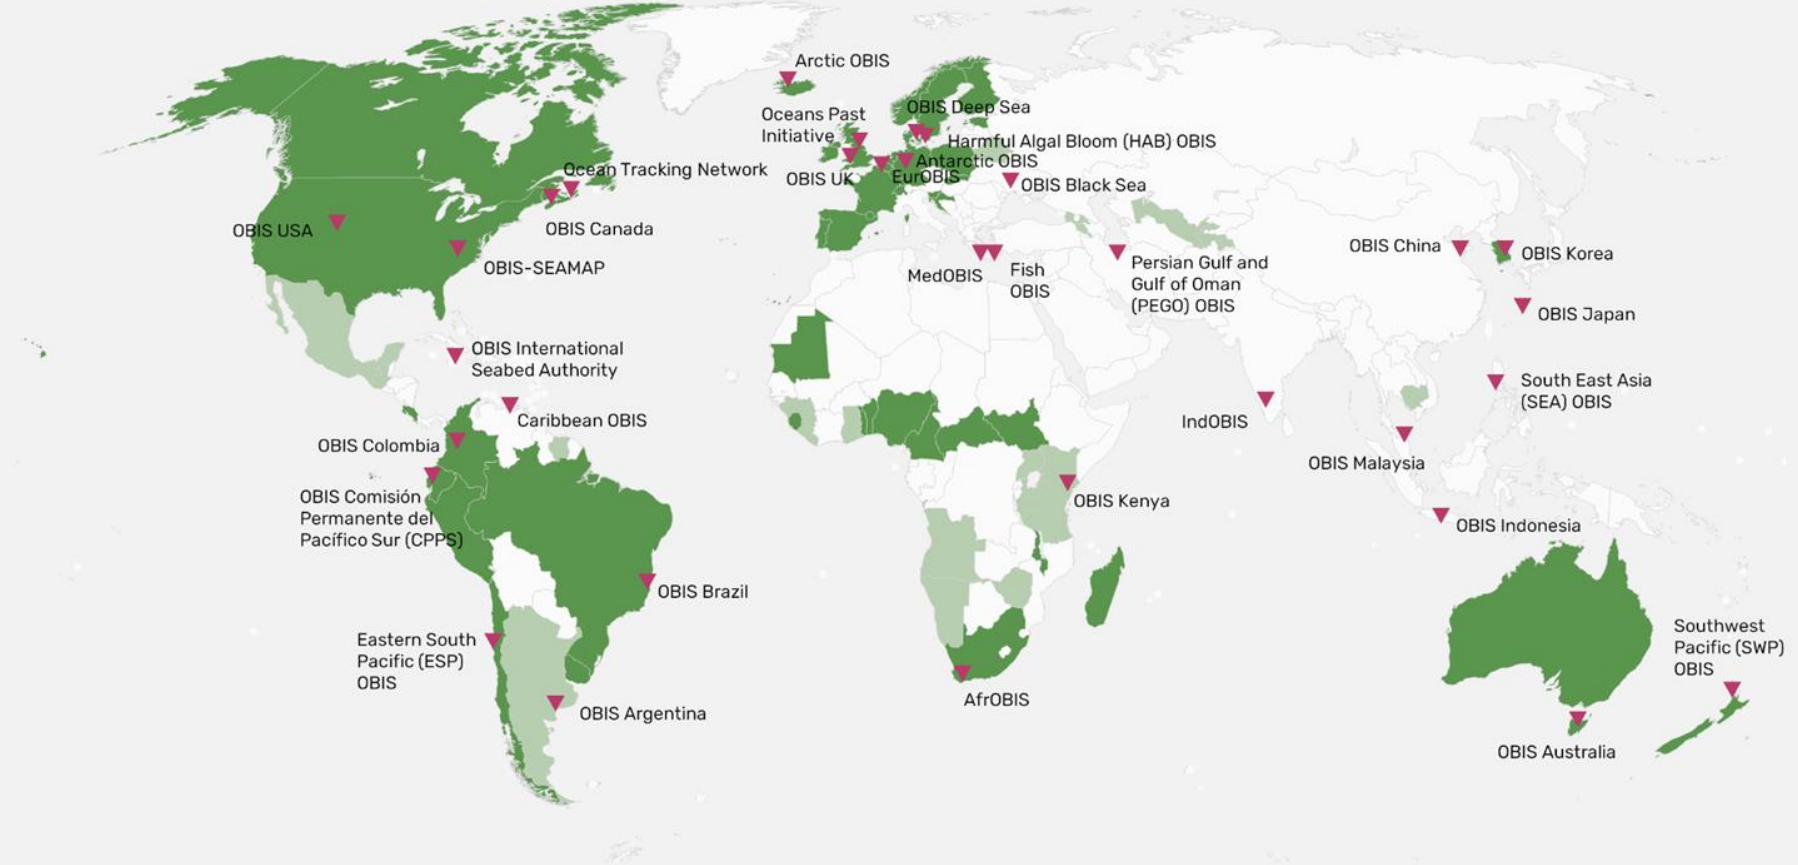 Arctic OBIS
OBIS Deep Sea
Oceans Past
Initiative
Harmful Algal Bloom (HAB) OBIS
Antarctic OBIS
EurOBIS
OBIS UK
OBIS Black Sea
Ocean Tracking Network
OBIS USA
OBIS Canada
OBIS-SEAMAP
MedOBIS
Fish
OBIS
Persian Gulf and
Gulf of Oman
(PEGO) OBIS
OBIS China
OBIS Korea
OBIS Japan
OBIS International
Seabed Authority
Caribbean OBIS
South East Asia
(SEA) OBIS
IndOBIS
OBIS Colombia
OBIS Malaysia
OBIS Comisión
Permanente del
Pacífico Sur (CPPS)
OBIS Kenya
OBIS Indonesia
OBIS Brazil
Eastern South
Pacific (ESP)
OBIS
Southwest
Pacific (SWP)
OBIS
OBIS Argentina
AfrOBIS
OBIS Australia